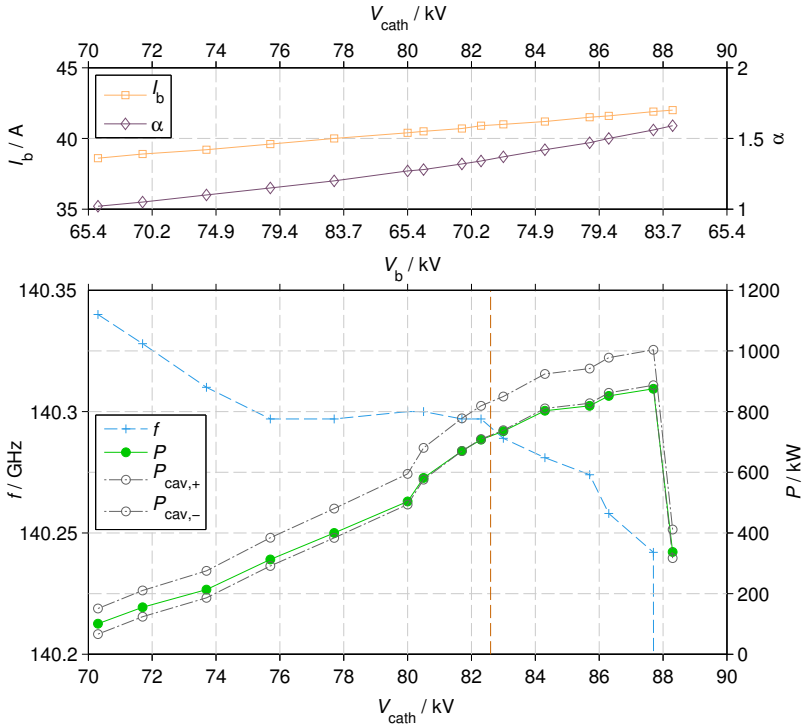 V_cath / kV
70 72 74 76 78 80 82 84 86 88 90
45 2
I_b
α
I_b / A 40 1.5 α
35 1
65.4 70.2 74.9 79.4 83.7 65.4 70.2 74.9 79.4 83.7 65.4
V_b / kV
140.35 1200
1000
140.3 800
f
P
P_cav,+
P_cav,−
f / GHz 600 P / kW
140.25 400
200
140.2 0
70 72 74 76 78 80 82 84 86 88 90
V_cath / kV